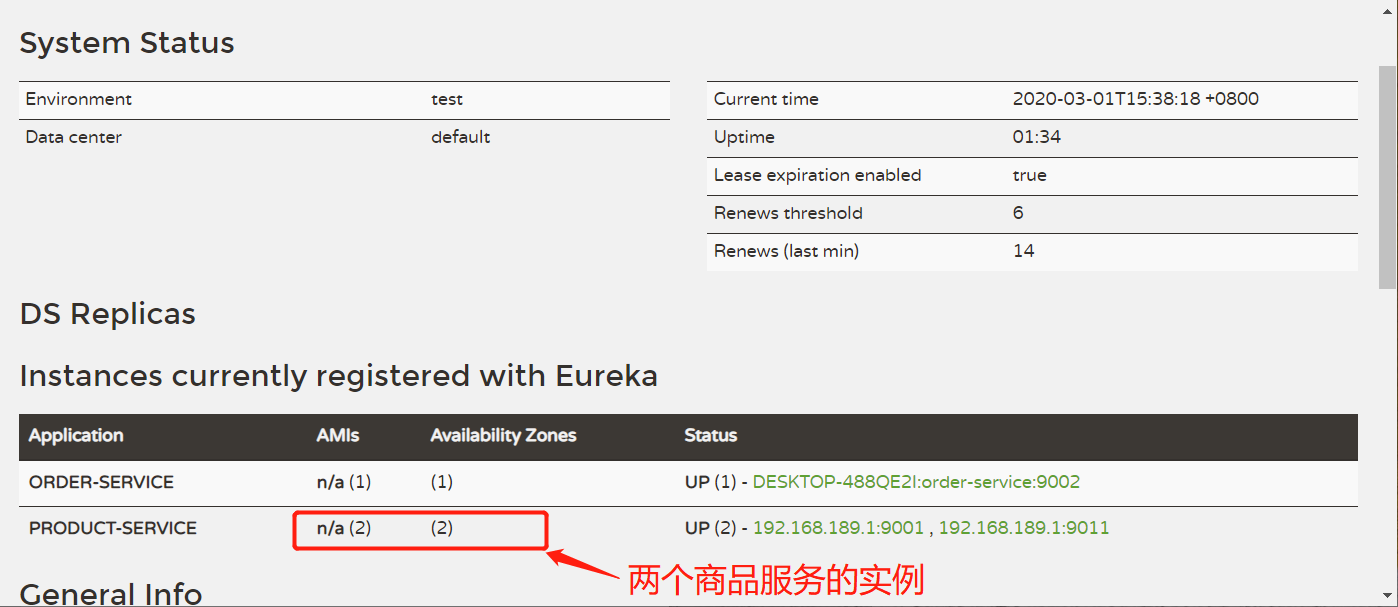 System Status
Environment test
Data center default
Current time 2020-03-01T15:38:18 +0800
Uptime 01:34
Lease expiration enabled true
Renews threshold 6
Renews (last min) 14
DS Replicas
Instances currently registered with Eureka
Application AMIs Availability Zones Status
ORDER-SERVICE n/a (1) (1) UP (1) - DESKTOP-488QE2I:order-service:9002
PRODUCT-SERVICE n/a (2) (2) UP (2) - 192.168.189.1:9001 , 192.168.189.1:9011
两个商品服务的实例
General Info